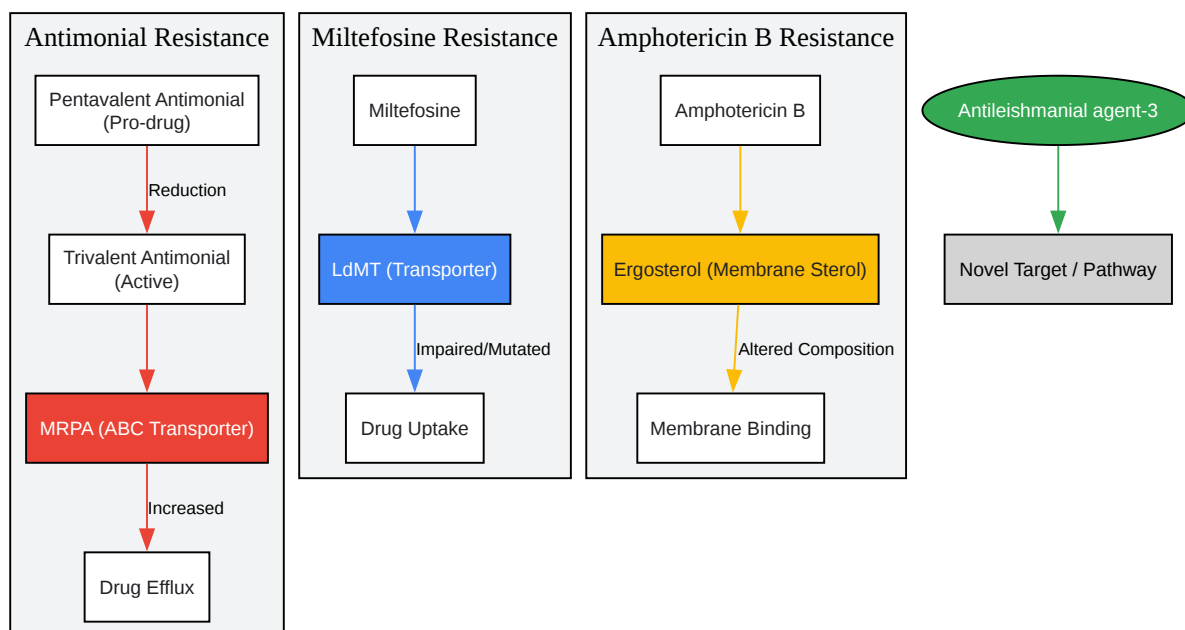 Antimonial Resistance
Pentavalent Antimonial
(Pro-drug)
Reduction
Trivalent Antimonial
(Active)
MRPA (ABC Transporter)
Increased
Drug Efflux
Miltefosine Resistance
Miltefosine
LdMT (Transporter)
Impaired/Mutated
Drug Uptake
Amphotericin B Resistance
Amphotericin B
Ergosterol (Membrane Sterol)
Altered Composition
Membrane Binding
Antileishmanial agent-3
Novel Target / Pathway